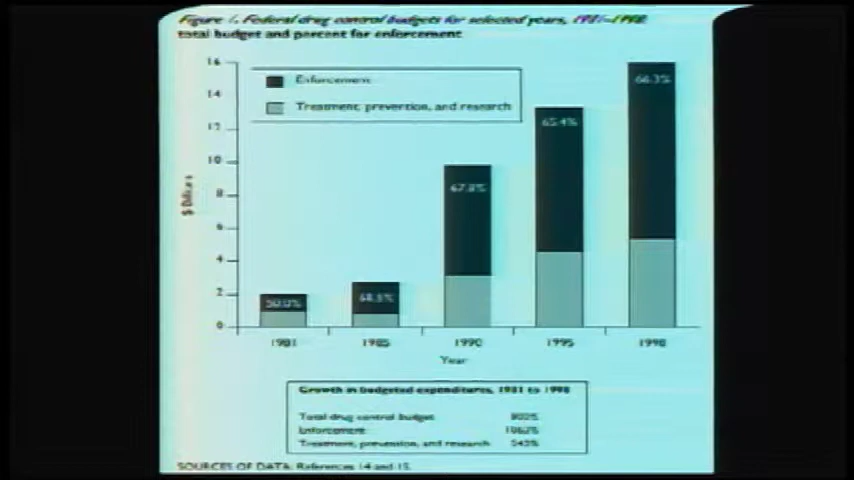 Figure 1. Federal drug control budgets for selected years, 1981–1998:
total budget and percent for enforcement
16
Enforcement
66.3%
14
Treatment, prevention, and research
12
65.4%
10
67.8%
8
$ Billions
6
4
2
50.0%
0
1981 1985 1990 1995 1998
Year
Growth in budgeted expenditures, 1981 to 1998
Total drug control budget
Enforcement
Treatment, prevention, and research
SOURCES OF DATA: References 14 and 15.